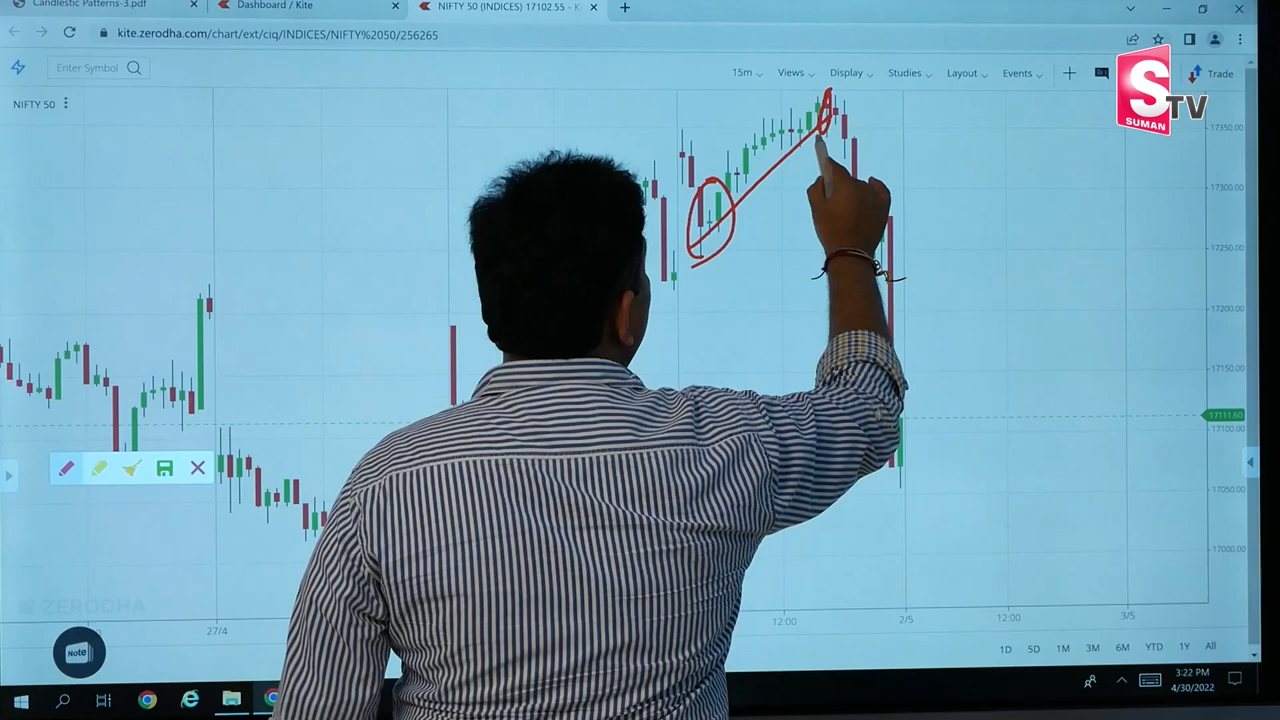 Candlestic Patterns-3.pdf
Dashboard / Kite
NIFTY 50 (INDICES) 17102.55 - K
kite.zerodha.com/chart/ext/ciq/INDICES/NIFTY%2050/256265
Enter Symbol
15m
Views
Display
Studies
Layout
Events
Trade
S
TV
SUMAN
NIFTY 50
17350.00
17300.00
17250.00
17200.00
17150.00
17111.60
17100.00
17050.00
17000.00
ZERODHA
27/4
12:00
2/5
12:00
3/5
Note
1D
5D
1M
3M
6M
YTD
1Y
All
3:22 PM
4/30/2022